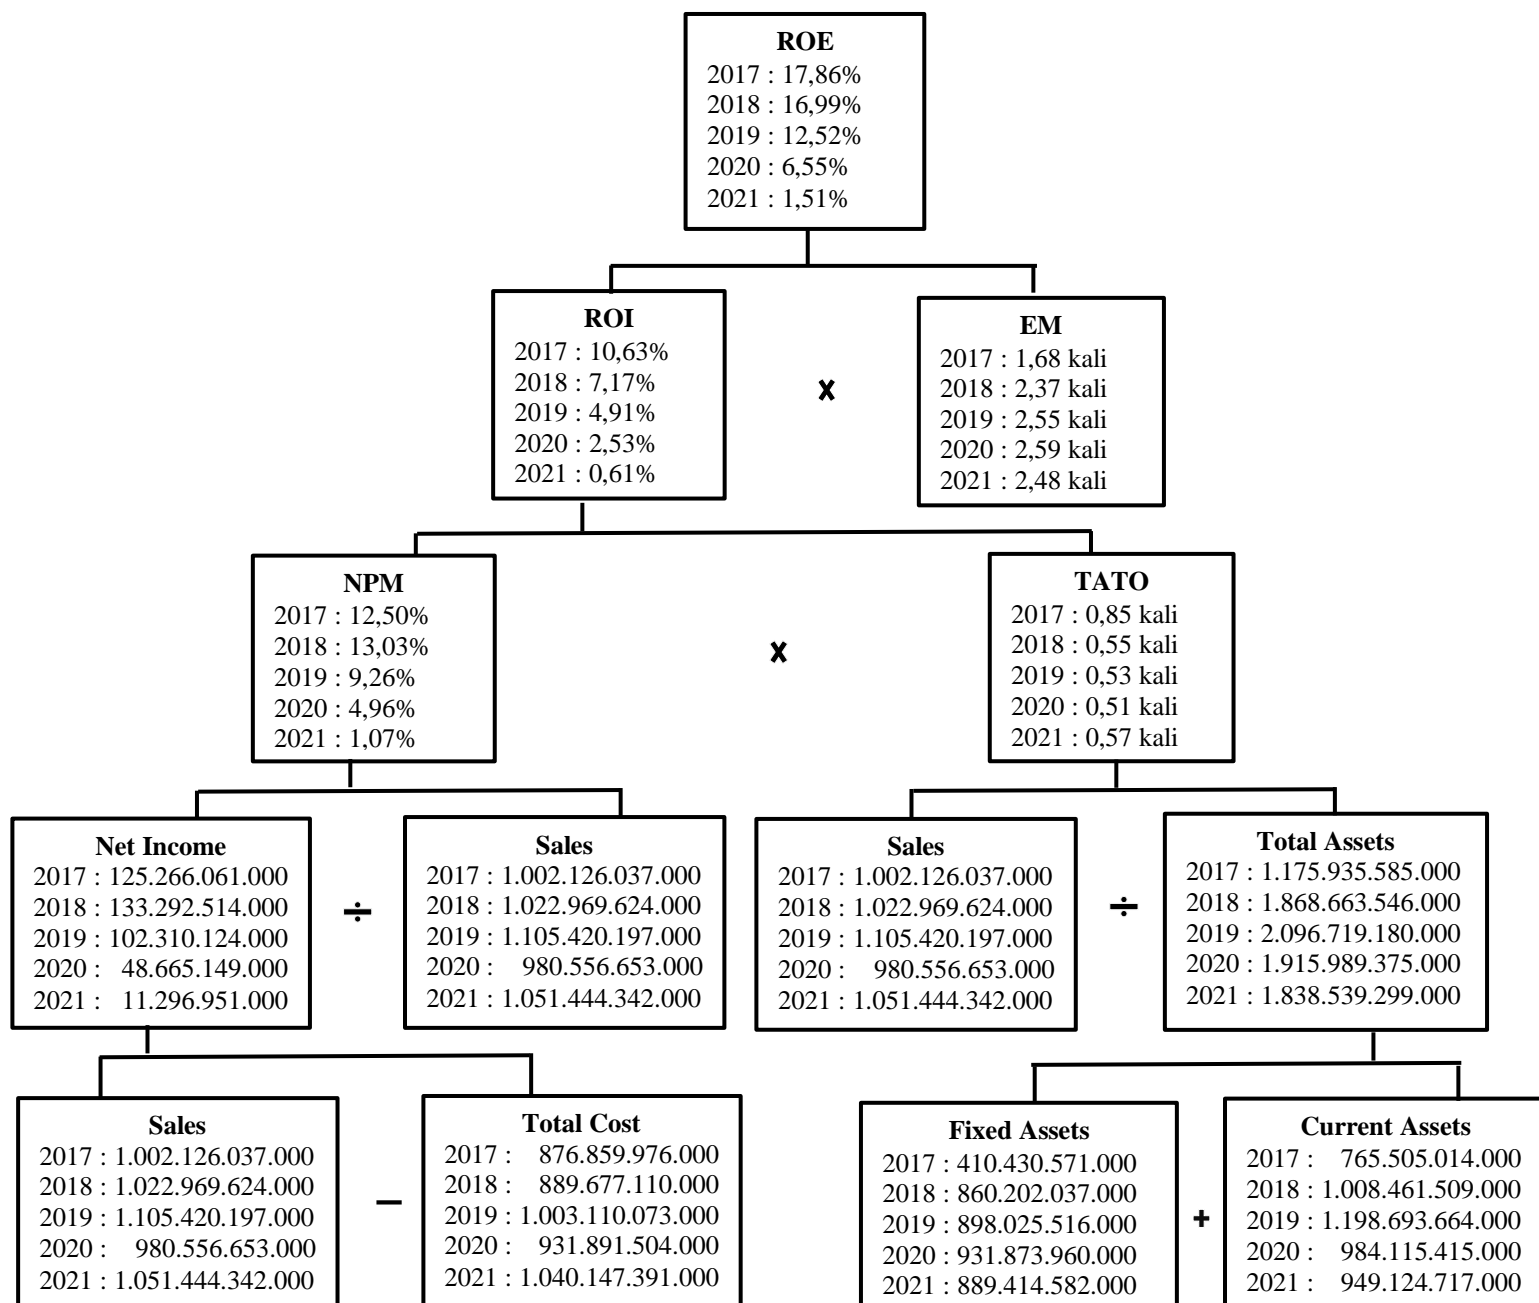 ROE
2017 : 17,86%
2018 : 16,99%
2019 : 12,52%
2020 : 6,55%
2021 : 1,51%
ROI
2017 : 10,63%
2018 : 7,17%
2019 : 4,91%
2020 : 2,53%
2021 : 0,61%
x
EM
2017 : 1,68 kali
2018 : 2,37 kali
2019 : 2,55 kali
2020 : 2,59 kali
2021 : 2,48 kali
NPM
2017 : 12,50%
2018 : 13,03%
2019 : 9,26%
2020 : 4,96%
2021 : 1,07%
x
TATO
2017 : 0,85 kali
2018 : 0,55 kali
2019 : 0,53 kali
2020 : 0,51 kali
2021 : 0,57 kali
Net Income
2017 : 125.266.061.000
2018 : 133.292.514.000
2019 : 102.310.124.000
2020 : 48.665.149.000
2021 : 11.296.951.000
÷
Sales
2017 : 1.002.126.037.000
2018 : 1.022.969.624.000
2019 : 1.105.420.197.000
2020 : 980.556.653.000
2021 : 1.051.444.342.000
Sales
2017 : 1.002.126.037.000
2018 : 1.022.969.624.000
2019 : 1.105.420.197.000
2020 : 980.556.653.000
2021 : 1.051.444.342.000
÷
Total Assets
2017 : 1.175.935.585.000
2018 : 1.868.663.546.000
2019 : 2.096.719.180.000
2020 : 1.915.989.375.000
2021 : 1.838.539.299.000
Sales
2017 : 1.002.126.037.000
2018 : 1.022.969.624.000
2019 : 1.105.420.197.000
2020 : 980.556.653.000
2021 : 1.051.444.342.000
−
Total Cost
2017 : 876.859.976.000
2018 : 889.677.110.000
2019 : 1.003.110.073.000
2020 : 931.891.504.000
2021 : 1.040.147.391.000
Fixed Assets
2017 : 410.430.571.000
2018 : 860.202.037.000
2019 : 898.025.516.000
2020 : 931.873.960.000
2021 : 889.414.582.000
+
Current Assets
2017 : 765.505.014.000
2018 : 1.008.461.509.000
2019 : 1.198.693.664.000
2020 : 984.115.415.000
2021 : 949.124.717.000